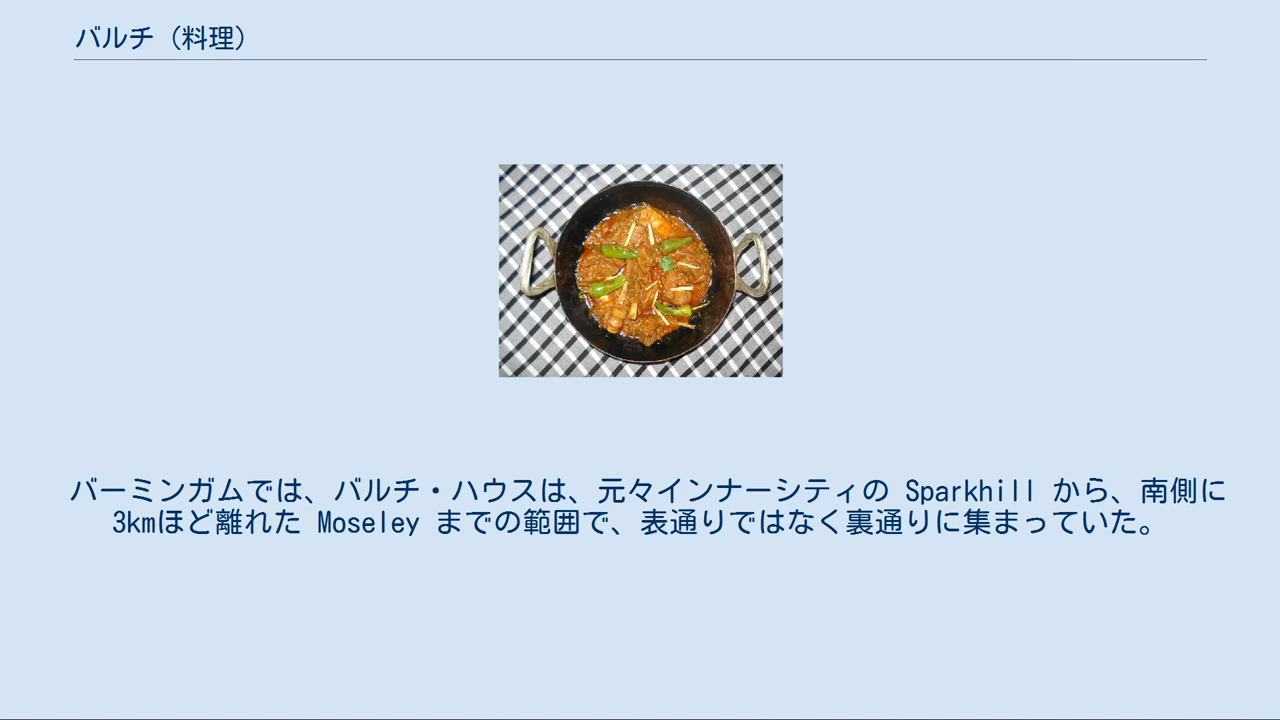 バルチ（料理）
バーミンガムでは、バルチ・ハウスは、元々インナーシティの Sparkhill から、南側に
3kmほど離れた Moseley までの範囲で、表通りではなく裏通りに集まっていた。